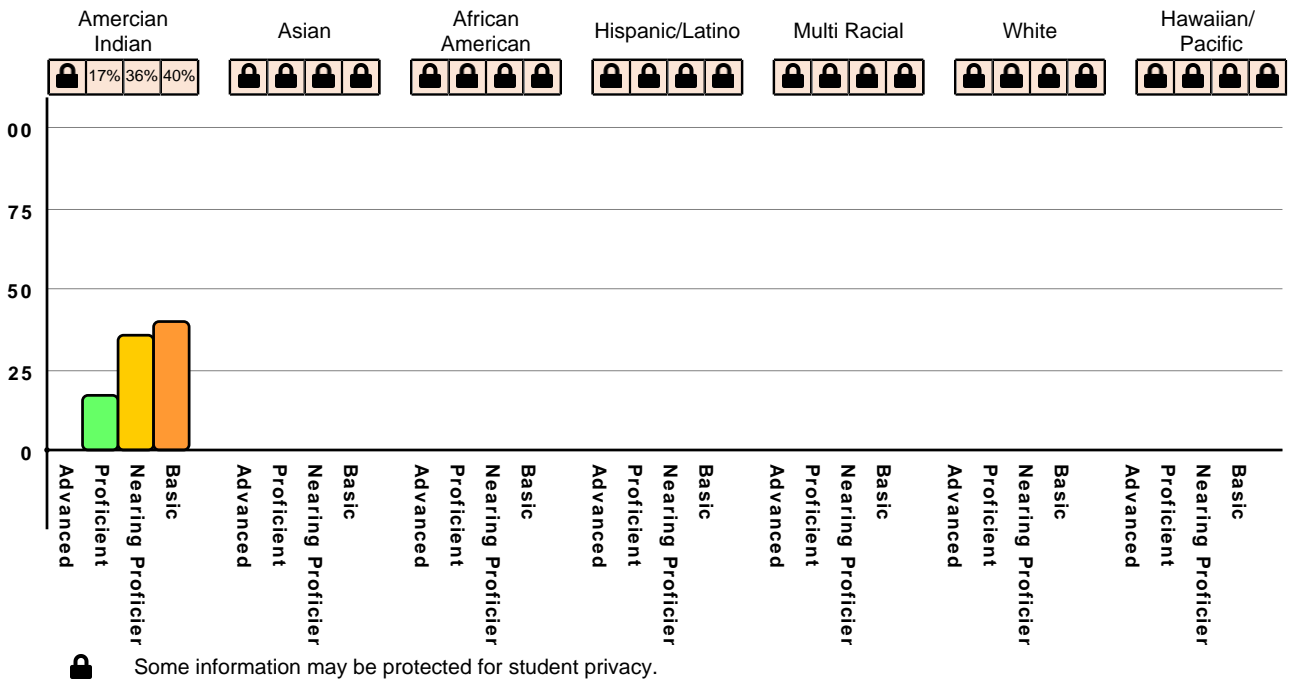 Amercian
Indian
Asian
African
American
Hispanic/Latino
Multi Racial
White
Hawaiian/
Pacific
17% 36% 40%
00
75
50
25
0
Advanced
Proficient
Nearing Proficier
Basic
Advanced
Proficient
Nearing Proficier
Basic
Advanced
Proficient
Nearing Proficier
Basic
Advanced
Proficient
Nearing Proficier
Basic
Advanced
Proficient
Nearing Proficier
Basic
Advanced
Proficient
Nearing Proficier
Basic
Advanced
Proficient
Nearing Proficier
Basic
Some information may be protected for student privacy.